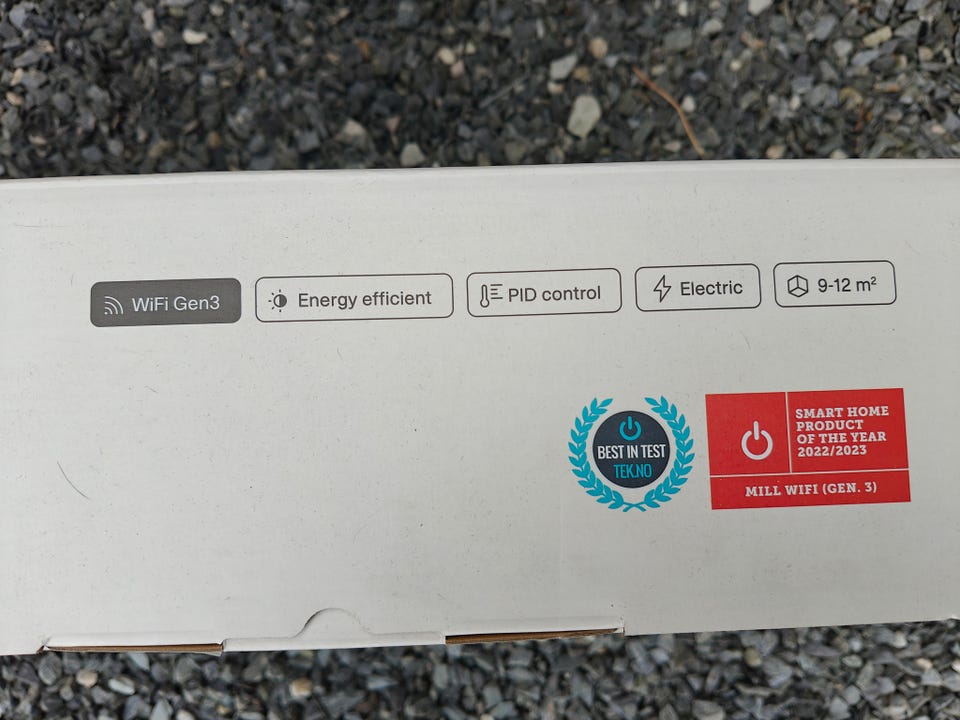 WiFi Gen3
Energy efficient
PID control
Electric
9-12 m²
BEST IN TEST
TEK.NO
SMART HOME
PRODUCT
OF THE YEAR
2022/2023
MILL WIFI (GEN. 3)